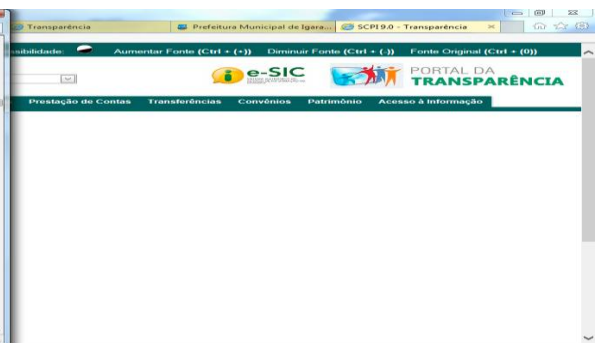 Transparência
Prefeitura Municipal de Igara...
SCPI 9.0 - Transparência
ssibilidade:
Aumentar Fonte (Ctrl + (+))
Diminuir Fonte (Ctrl + (-))
Fonte Original (Ctrl + (0))
e-SIC
PORTAL DA
TRANSPARÊNCIA
Prestação de Contas
Transferências
Convênios
Patrimônio
Acesso à Informação